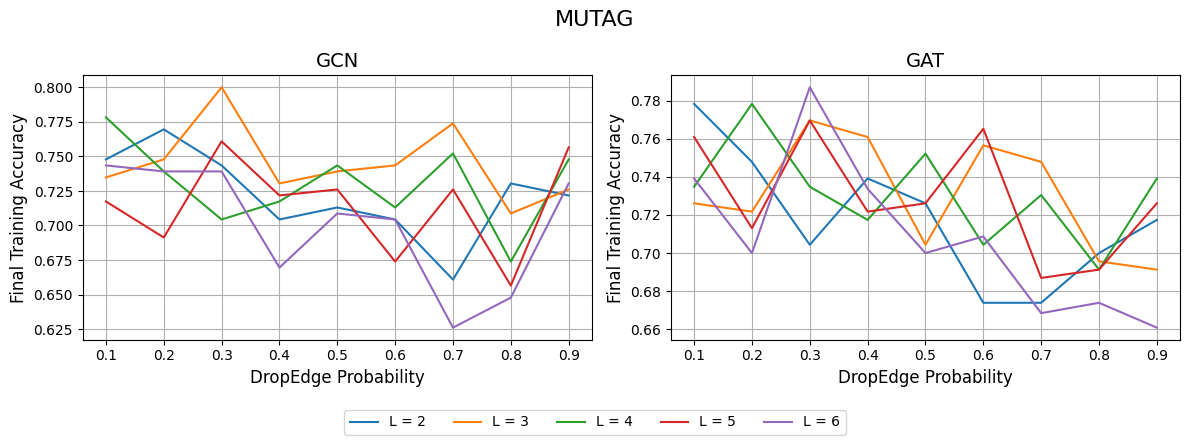 MUTAG
GCN
Final Training Accuracy
0.800
0.775
0.750
0.725
0.700
0.675
0.650
0.625
0.1 0.2 0.3 0.4 0.5 0.6 0.7 0.8 0.9
DropEdge Probability
GAT
Final Training Accuracy
0.78
0.76
0.74
0.72
0.70
0.68
0.66
0.1 0.2 0.3 0.4 0.5 0.6 0.7 0.8 0.9
DropEdge Probability
L = 2 L = 3 L = 4 L = 5 L = 6